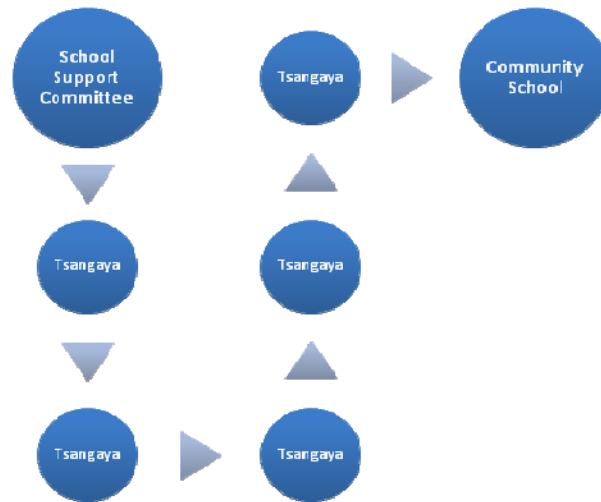 School
Support
Committee
Tsangaya
Tsangaya
Tsangaya
Tsangaya
Tsangaya
Community
School